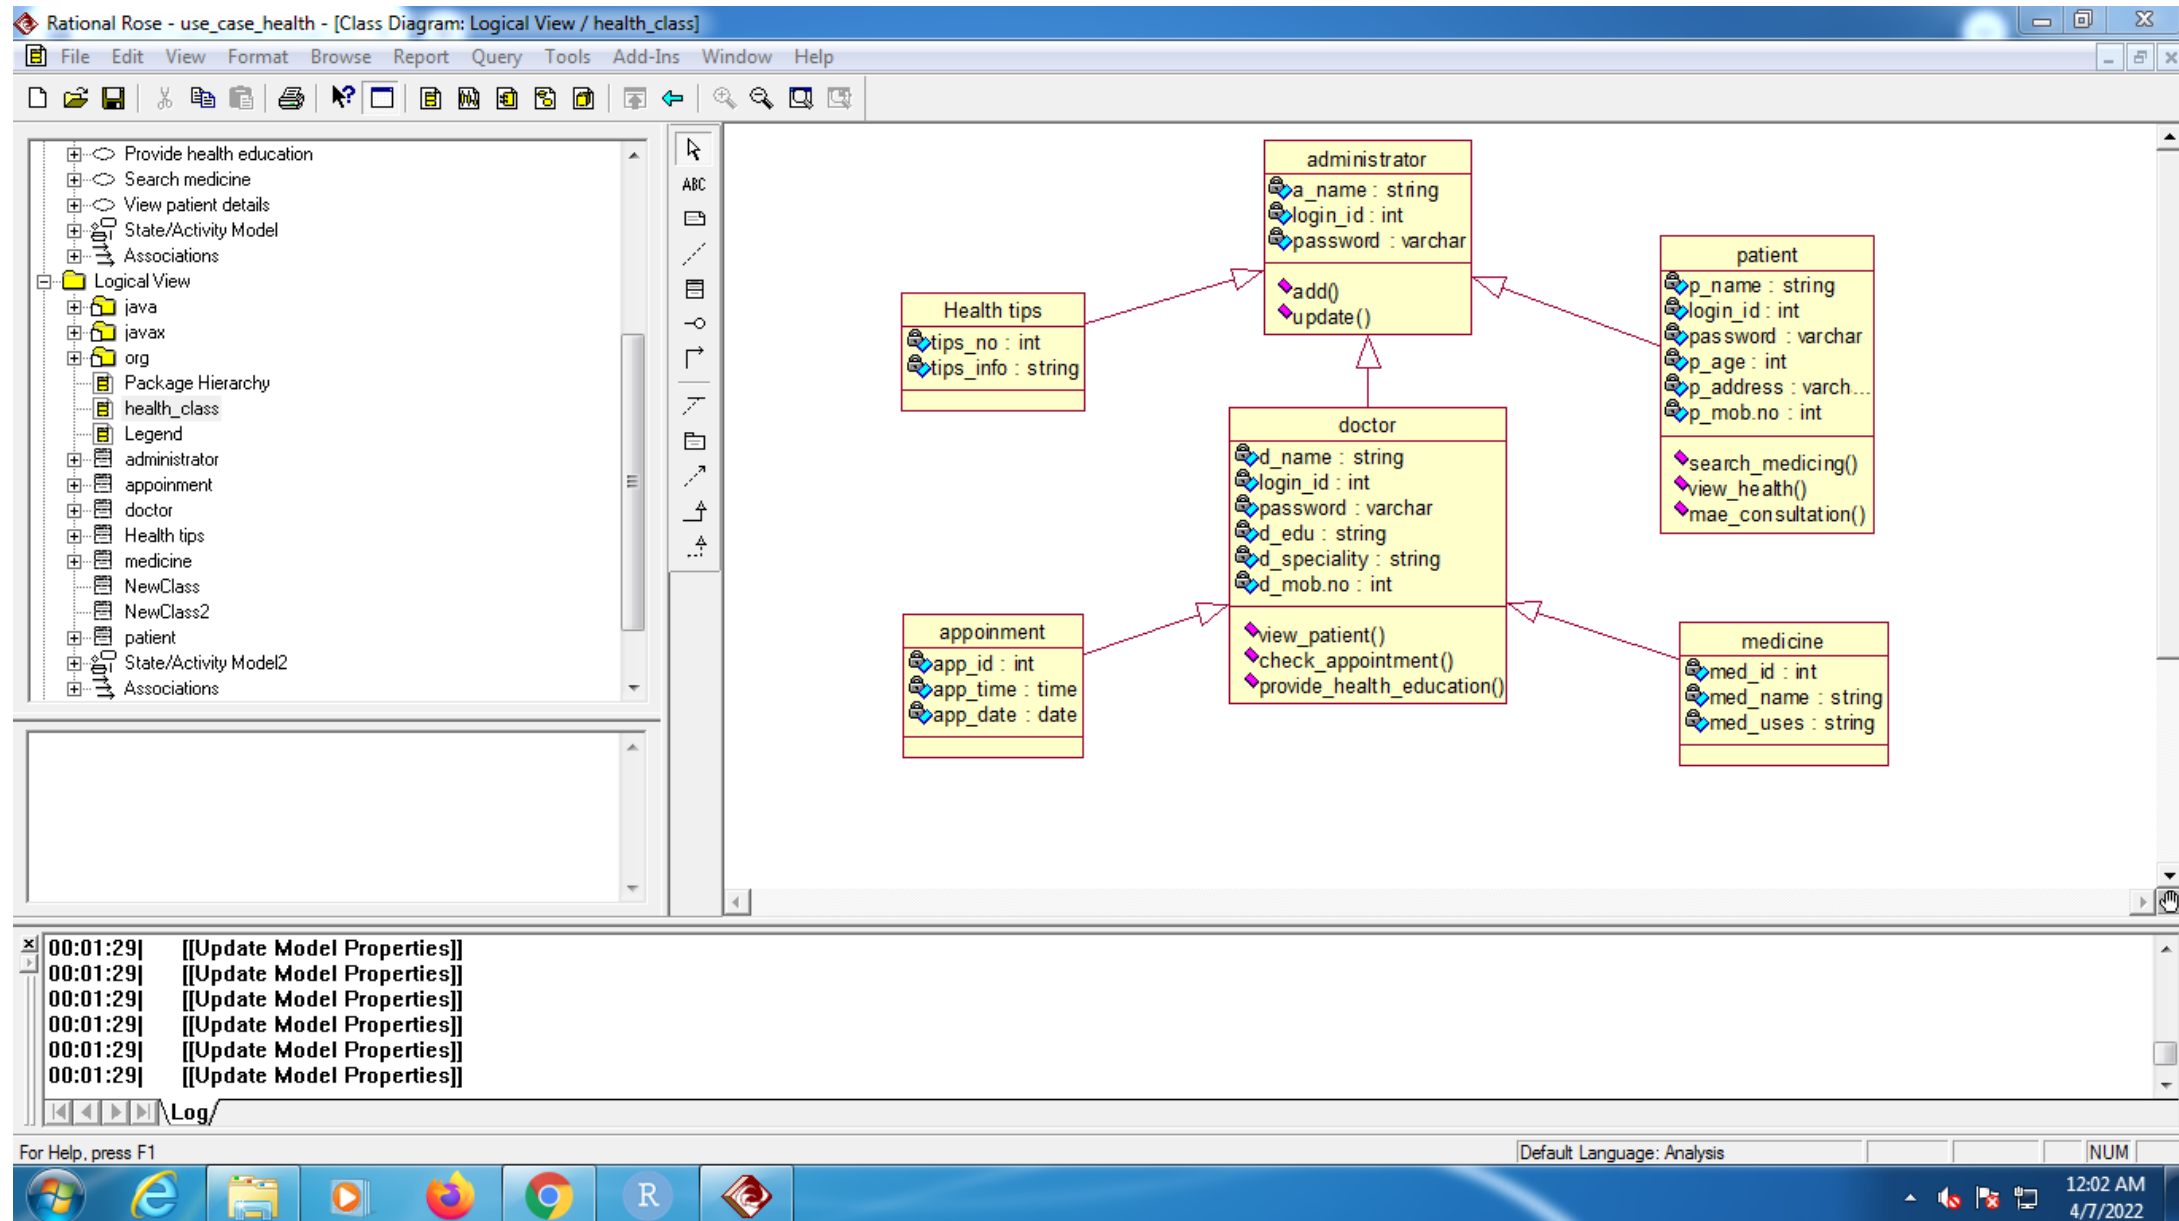 Rational Rose - use_case_health - [Class Diagram: Logical View / health_class]
File Edit View Format Browse Report Query Tools Add-Ins Window Help
Provide health education
Search medicine
View patient details
State/Activity Model
Associations
Logical View
java
javax
org
Package Hierarchy
health_class
Legend
administrator
appoinment
doctor
Health tips
medicine
NewClass
NewClass2
patient
State/Activity Model2
Associations
ABC
administrator
a_name : string
login_id : int
password : varchar
add()
update()
Health tips
tips_no : int
tips_info : string
patient
p_name : string
login_id : int
password : varchar
p_age : int
p_address : varch...
p_mob.no : int
search_medicing()
view_health()
mae_consultation()
doctor
d_name : string
login_id : int
password : varchar
d_edu : string
d_speciality : string
d_mob.no : int
view_patient()
check_appointment()
provide_health_education()
appoinment
app_id : int
app_time : time
app_date : date
medicine
med_id : int
med_name : string
med_uses : string
00:01:29| [[Update Model Properties]]
00:01:29| [[Update Model Properties]]
00:01:29| [[Update Model Properties]]
00:01:29| [[Update Model Properties]]
00:01:29| [[Update Model Properties]]
00:01:29| [[Update Model Properties]]
Log
For Help, press F1
Default Language: Analysis
NUM
R
12:02 AM
4/7/2022